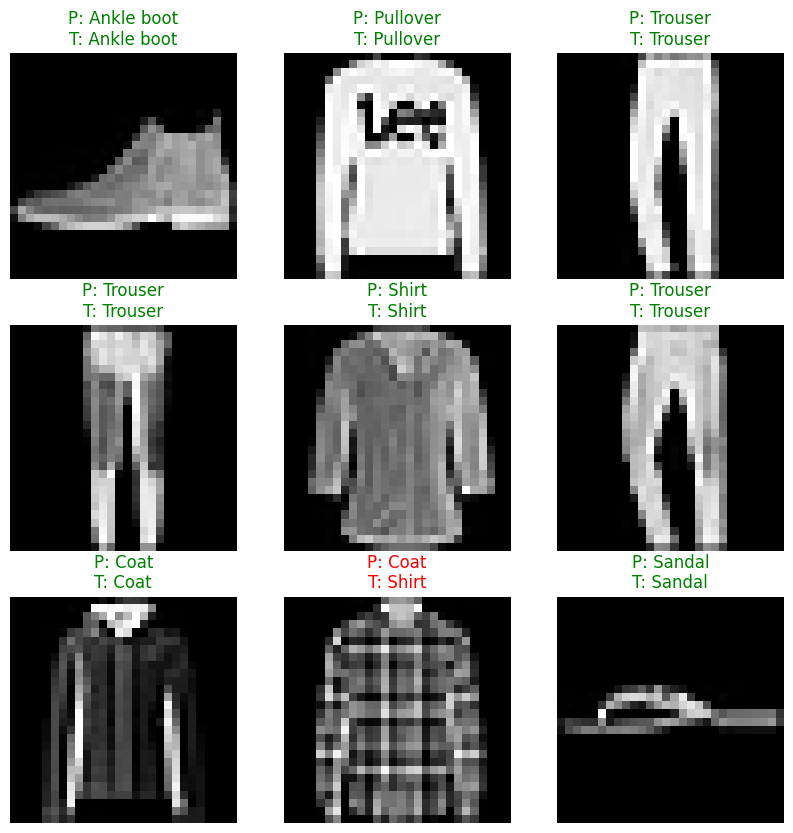 P: Ankle boot
T: Ankle boot
P: Pullover
T: Pullover
P: Trouser
T: Trouser
Lee
P: Trouser
T: Trouser
P: Shirt
T: Shirt
P: Trouser
T: Trouser
P: Coat
T: Coat
P: Coat
T: Shirt
P: Sandal
T: Sandal